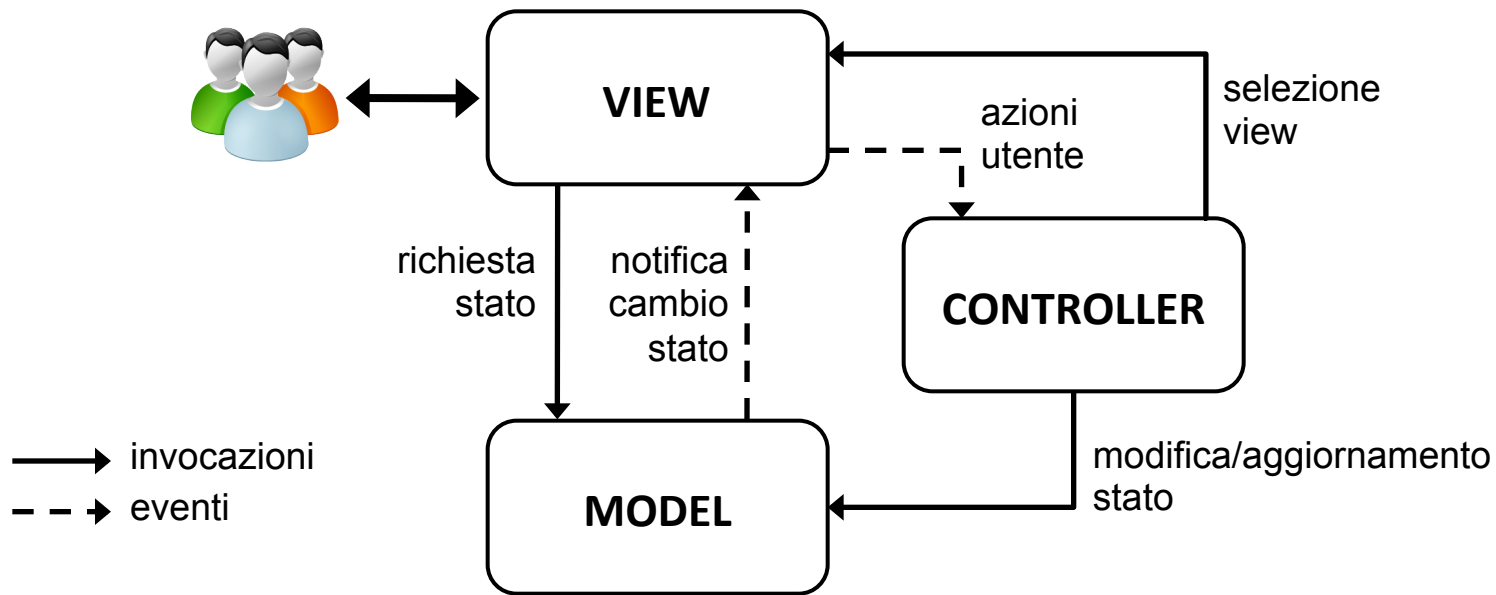 VIEW
selezione
view
azioni
utente
richiesta
stato
notifica
cambio
stato
CONTROLLER
invocazioni
eventi
MODEL
modifica/aggiornamento
stato